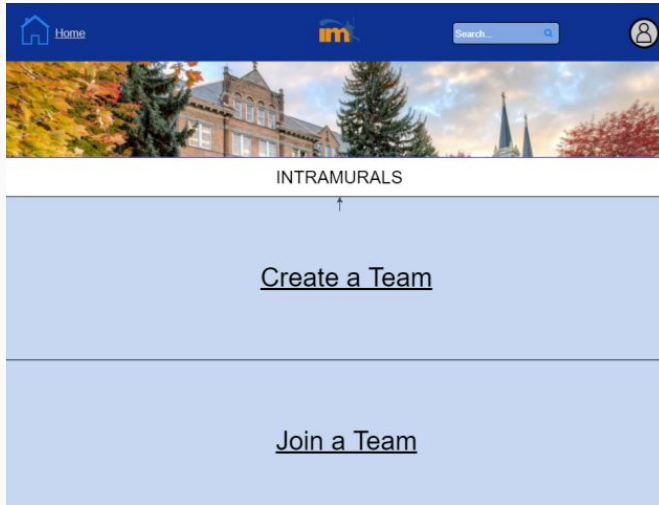 Home
im
Search...
INTRAMURALS
Create a Team
Join a Team